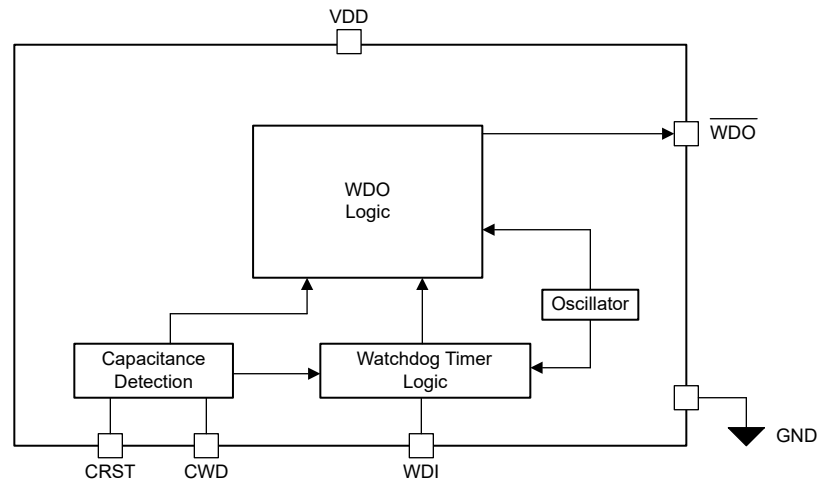 VDD
WDO
WDO
Logic
Oscillator
Capacitance
Detection
Watchdog Timer
Logic
GND
CRST
CWD
WDI